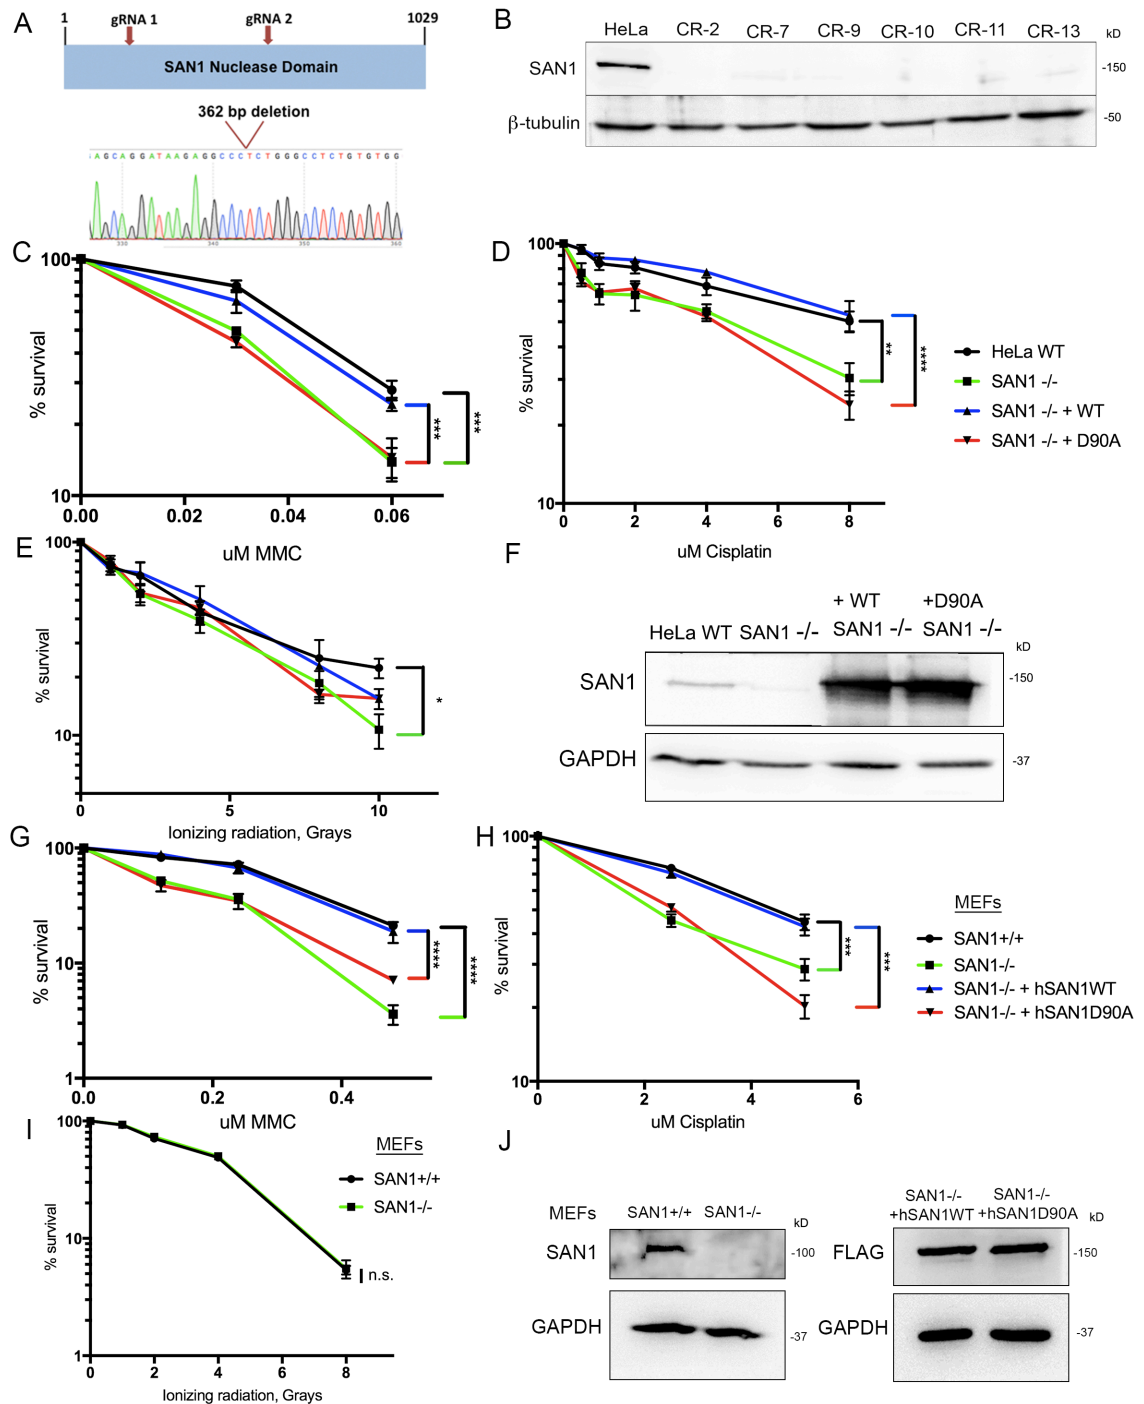 A
1
gRNA 1
gRNA 2
1029
SAN1 Nuclease Domain
362 bp deletion
AGCAGGATAAGAGGCCCTCTGGGCCTCTGTGTGG
330 340 350 360
B
HeLa CR-2 CR-7 CR-9 CR-10 CR-11 CR-13
kD
SAN1
-150
β-tubulin
-50
C
% survival
100
10
0.00 0.02 0.04 0.06
uM MMC
***
***
D
% survival
100
10
0 2 4 6 8
uM Cisplatin
**
****
HeLa WT
SAN1 -/-
SAN1 -/- + WT
SAN1 -/- + D90A
E
% survival
100
10
0 5 10
Ionizing radiation, Grays
*
F
+ WT +D90A
HeLa WT SAN1 -/- SAN1 -/- SAN1 -/-
kD
SAN1
-150
GAPDH
-37
G
% survival
100
10
1
0.0 0.2 0.4
uM MMC
****
****
H
% survival
100
10
0 2 4 6
uM Cisplatin
***
***
MEFs
SAN1+/+
SAN1-/-
SAN1-/- + hSAN1WT
SAN1-/- + hSAN1D90A
I
% survival
100
10
1
0 2 4 6 8
Ionizing radiation, Grays
n.s.
MEFs
SAN1+/+
SAN1-/-
J
MEFs SAN1+/+ SAN1-/-
kD
SAN1
-100
GAPDH
-37
SAN1-/- SAN1-/-
+hSAN1WT +hSAN1D90A
kD
FLAG
-150
GAPDH
-37